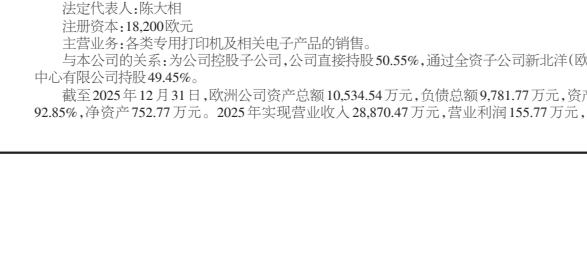 法定代表人:陈大相
注册资本:18,200欧元
主营业务:各类专用打印机及相关电子产品的销售。
与本公司的关系:为公司控股子公司,公司直接持股50.55%,通过全资子公司新北洋(欧
中心有限公司持股49.45%。
截至2025年12月31日,欧洲公司资产总额10,534.54万元,负债总额9,781.77万元,资产
92.85%,净资产752.77万元。2025年实现营业收入28,870.47万元,营业利润155.77万元,